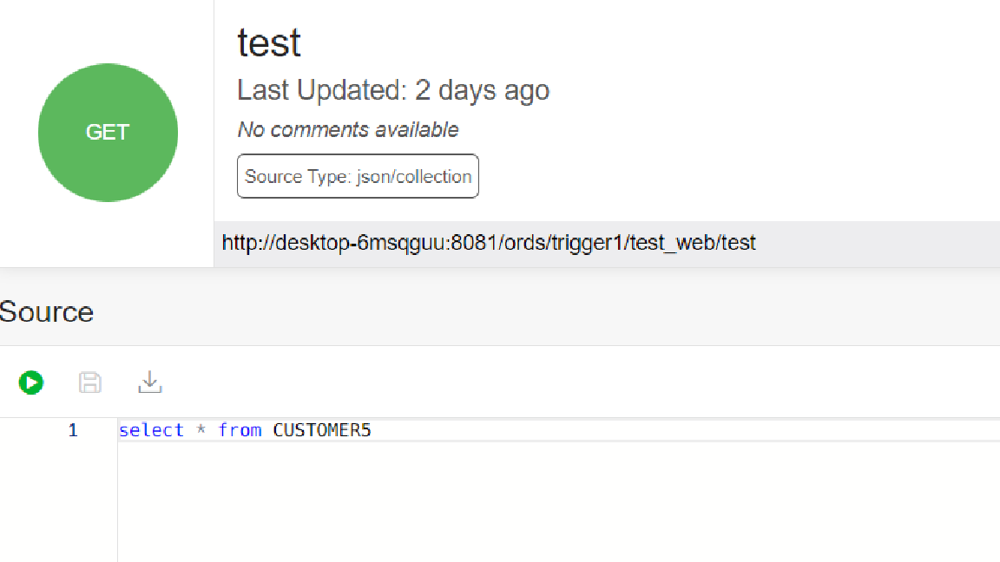 GET
test
Last Updated: 2 days ago
No comments available
Source Type: json/collection
http://desktop-6msqguu:8081/ords/trigger1/test_web/test
Source
1 select * from CUSTOMER5